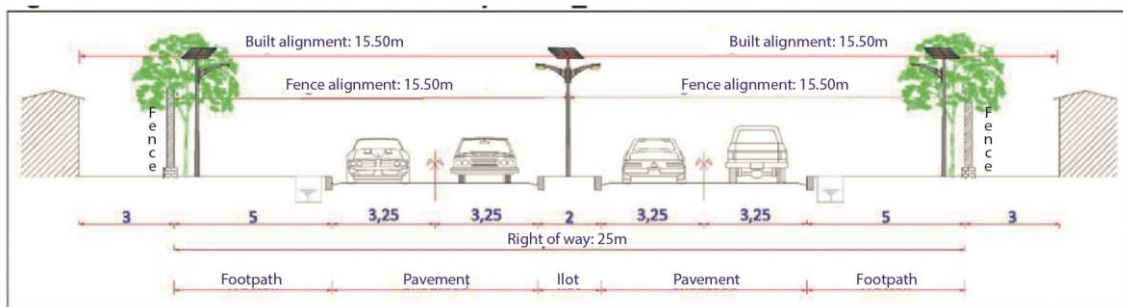 Built alignment: 15.50m Built alignment: 15.50m
Fence alignment: 15.50m Fence alignment: 15.50m
Fence Fence
3 5 3,25 3,25 2 3,25 3,25 5 3
Right of way: 25m
Footpath Pavement Ilot Pavement Footpath